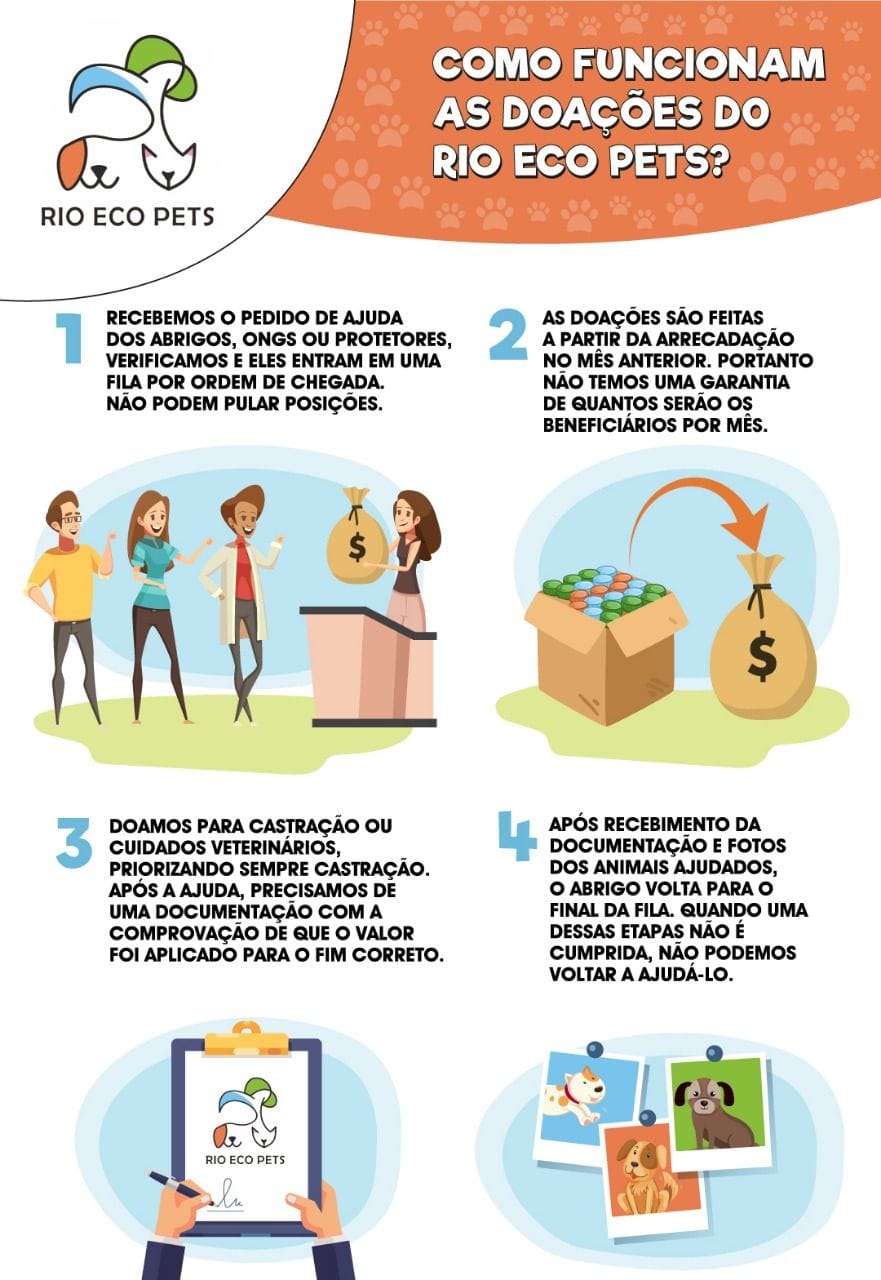 RIO ECO PETS
COMO FUNCIONAM
AS DOAÇÕES DO
RIO ECO PETS?
1
RECEBEMOS O PEDIDO DE AJUDA
DOS ABRIGOS, ONGS OU PROTETORES,
VERIFICAMOS E ELES ENTRAM EM UMA
FILA POR ORDEM DE CHEGADA.
NÃO PODEM PULAR POSIÇÕES.
2
AS DOAÇÕES SÃO FEITAS
A PARTIR DA ARRECADAÇÃO
NO MÊS ANTERIOR. PORTANTO
NÃO TEMOS UMA GARANTIA
DE QUANTOS SERÃO OS
BENEFICIÁRIOS POR MÊS.
$
$
3
DOAMOS PARA CASTRAÇÃO OU
CUIDADOS VETERINÁRIOS,
PRIORIZANDO SEMPRE CASTRAÇÃO.
APÓS A AJUDA, PRECISAMOS DE
UMA DOCUMENTAÇÃO COM A
COMPROVAÇÃO DE QUE O VALOR
FOI APLICADO PARA O FIM CORRETO.
4
APÓS RECEBIMENTO DA
DOCUMENTAÇÃO E FOTOS
DOS ANIMAIS AJUDADOS,
O ABRIGO VOLTA PARA O
FINAL DA FILA. QUANDO UMA
DESSAS ETAPAS NÃO É
CUMPRIDA, NÃO PODEMOS
VOLTAR A AJUDÁ-LO.
RIO ECO PETS